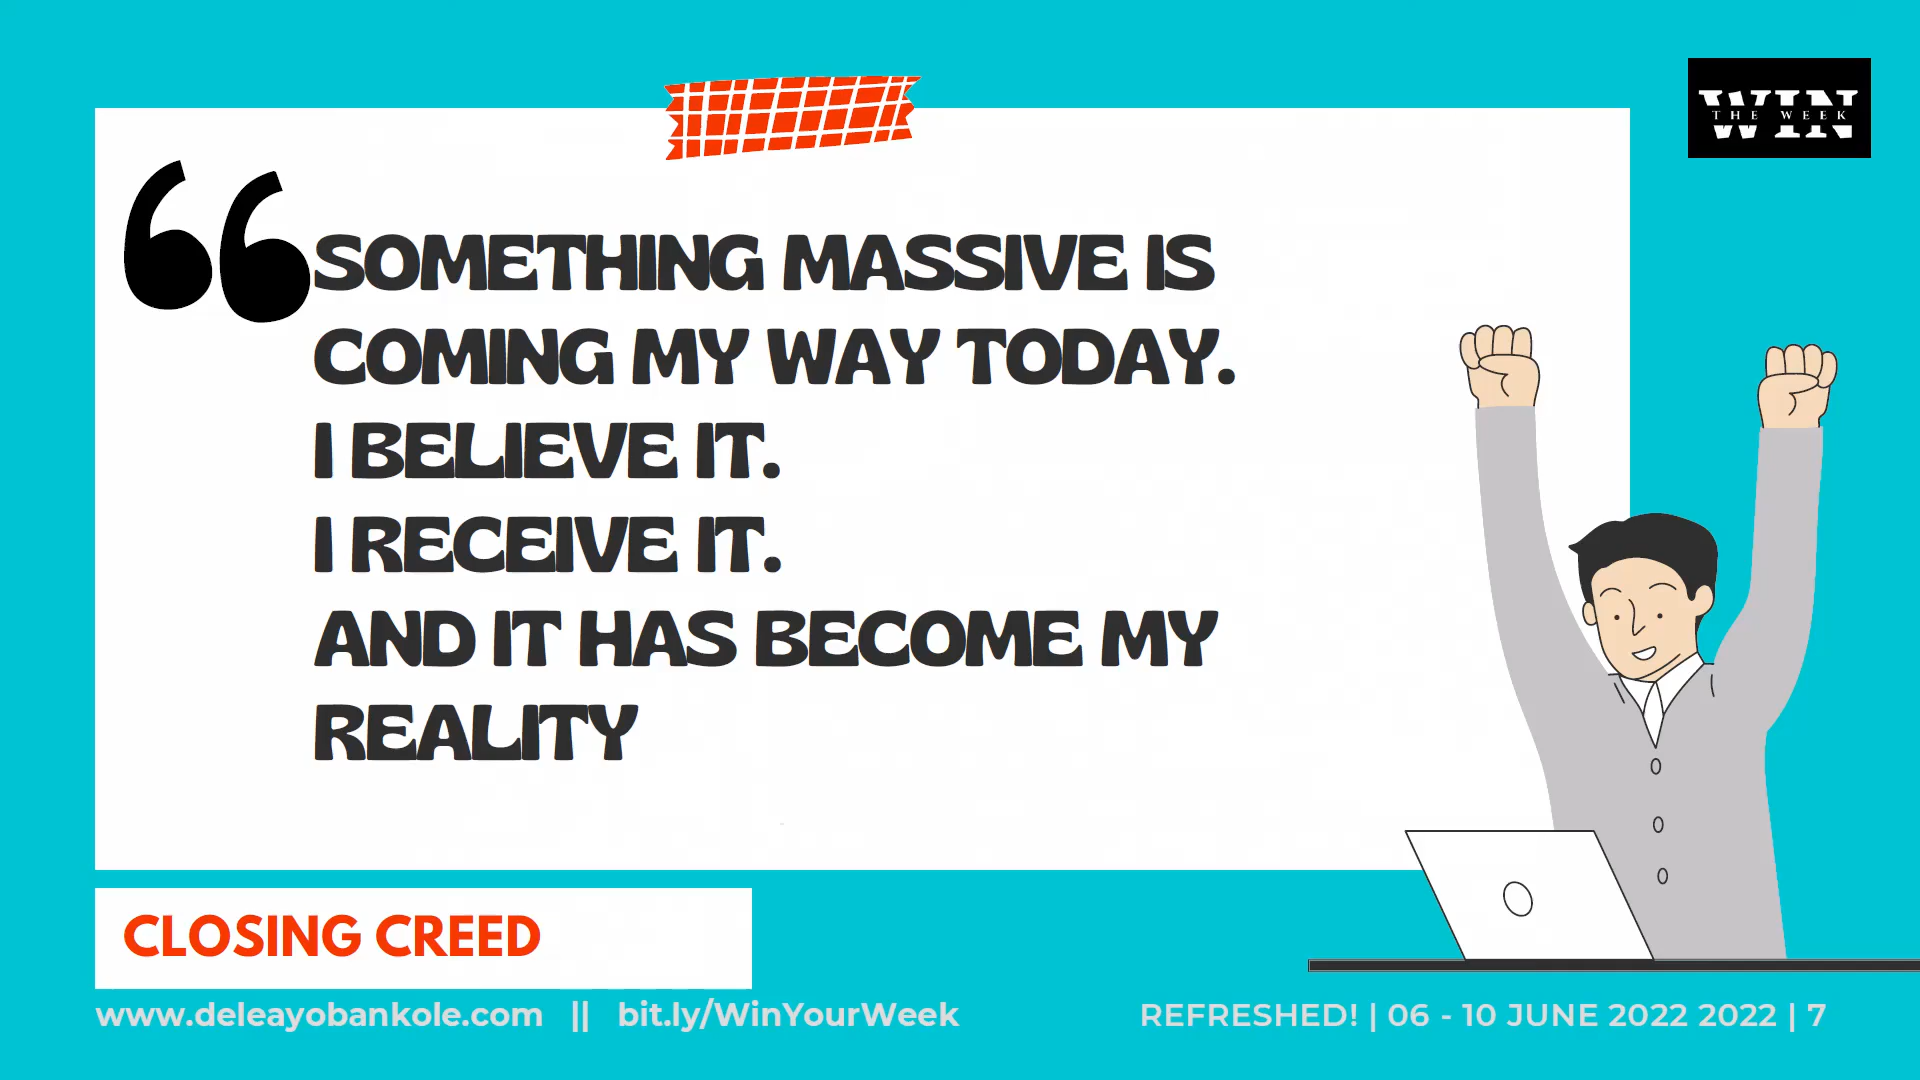 WIN
THE WEEK
SOMETHING MASSIVE IS
COMING MY WAY TODAY.
I BELIEVE IT.
I RECEIVE IT.
AND IT HAS BECOME MY
REALITY
CLOSING CREED
www.deleayobankole.com || bit.ly/WinYourWeek
REFRESHED! | 06 - 10 JUNE 2022 2022 | 7